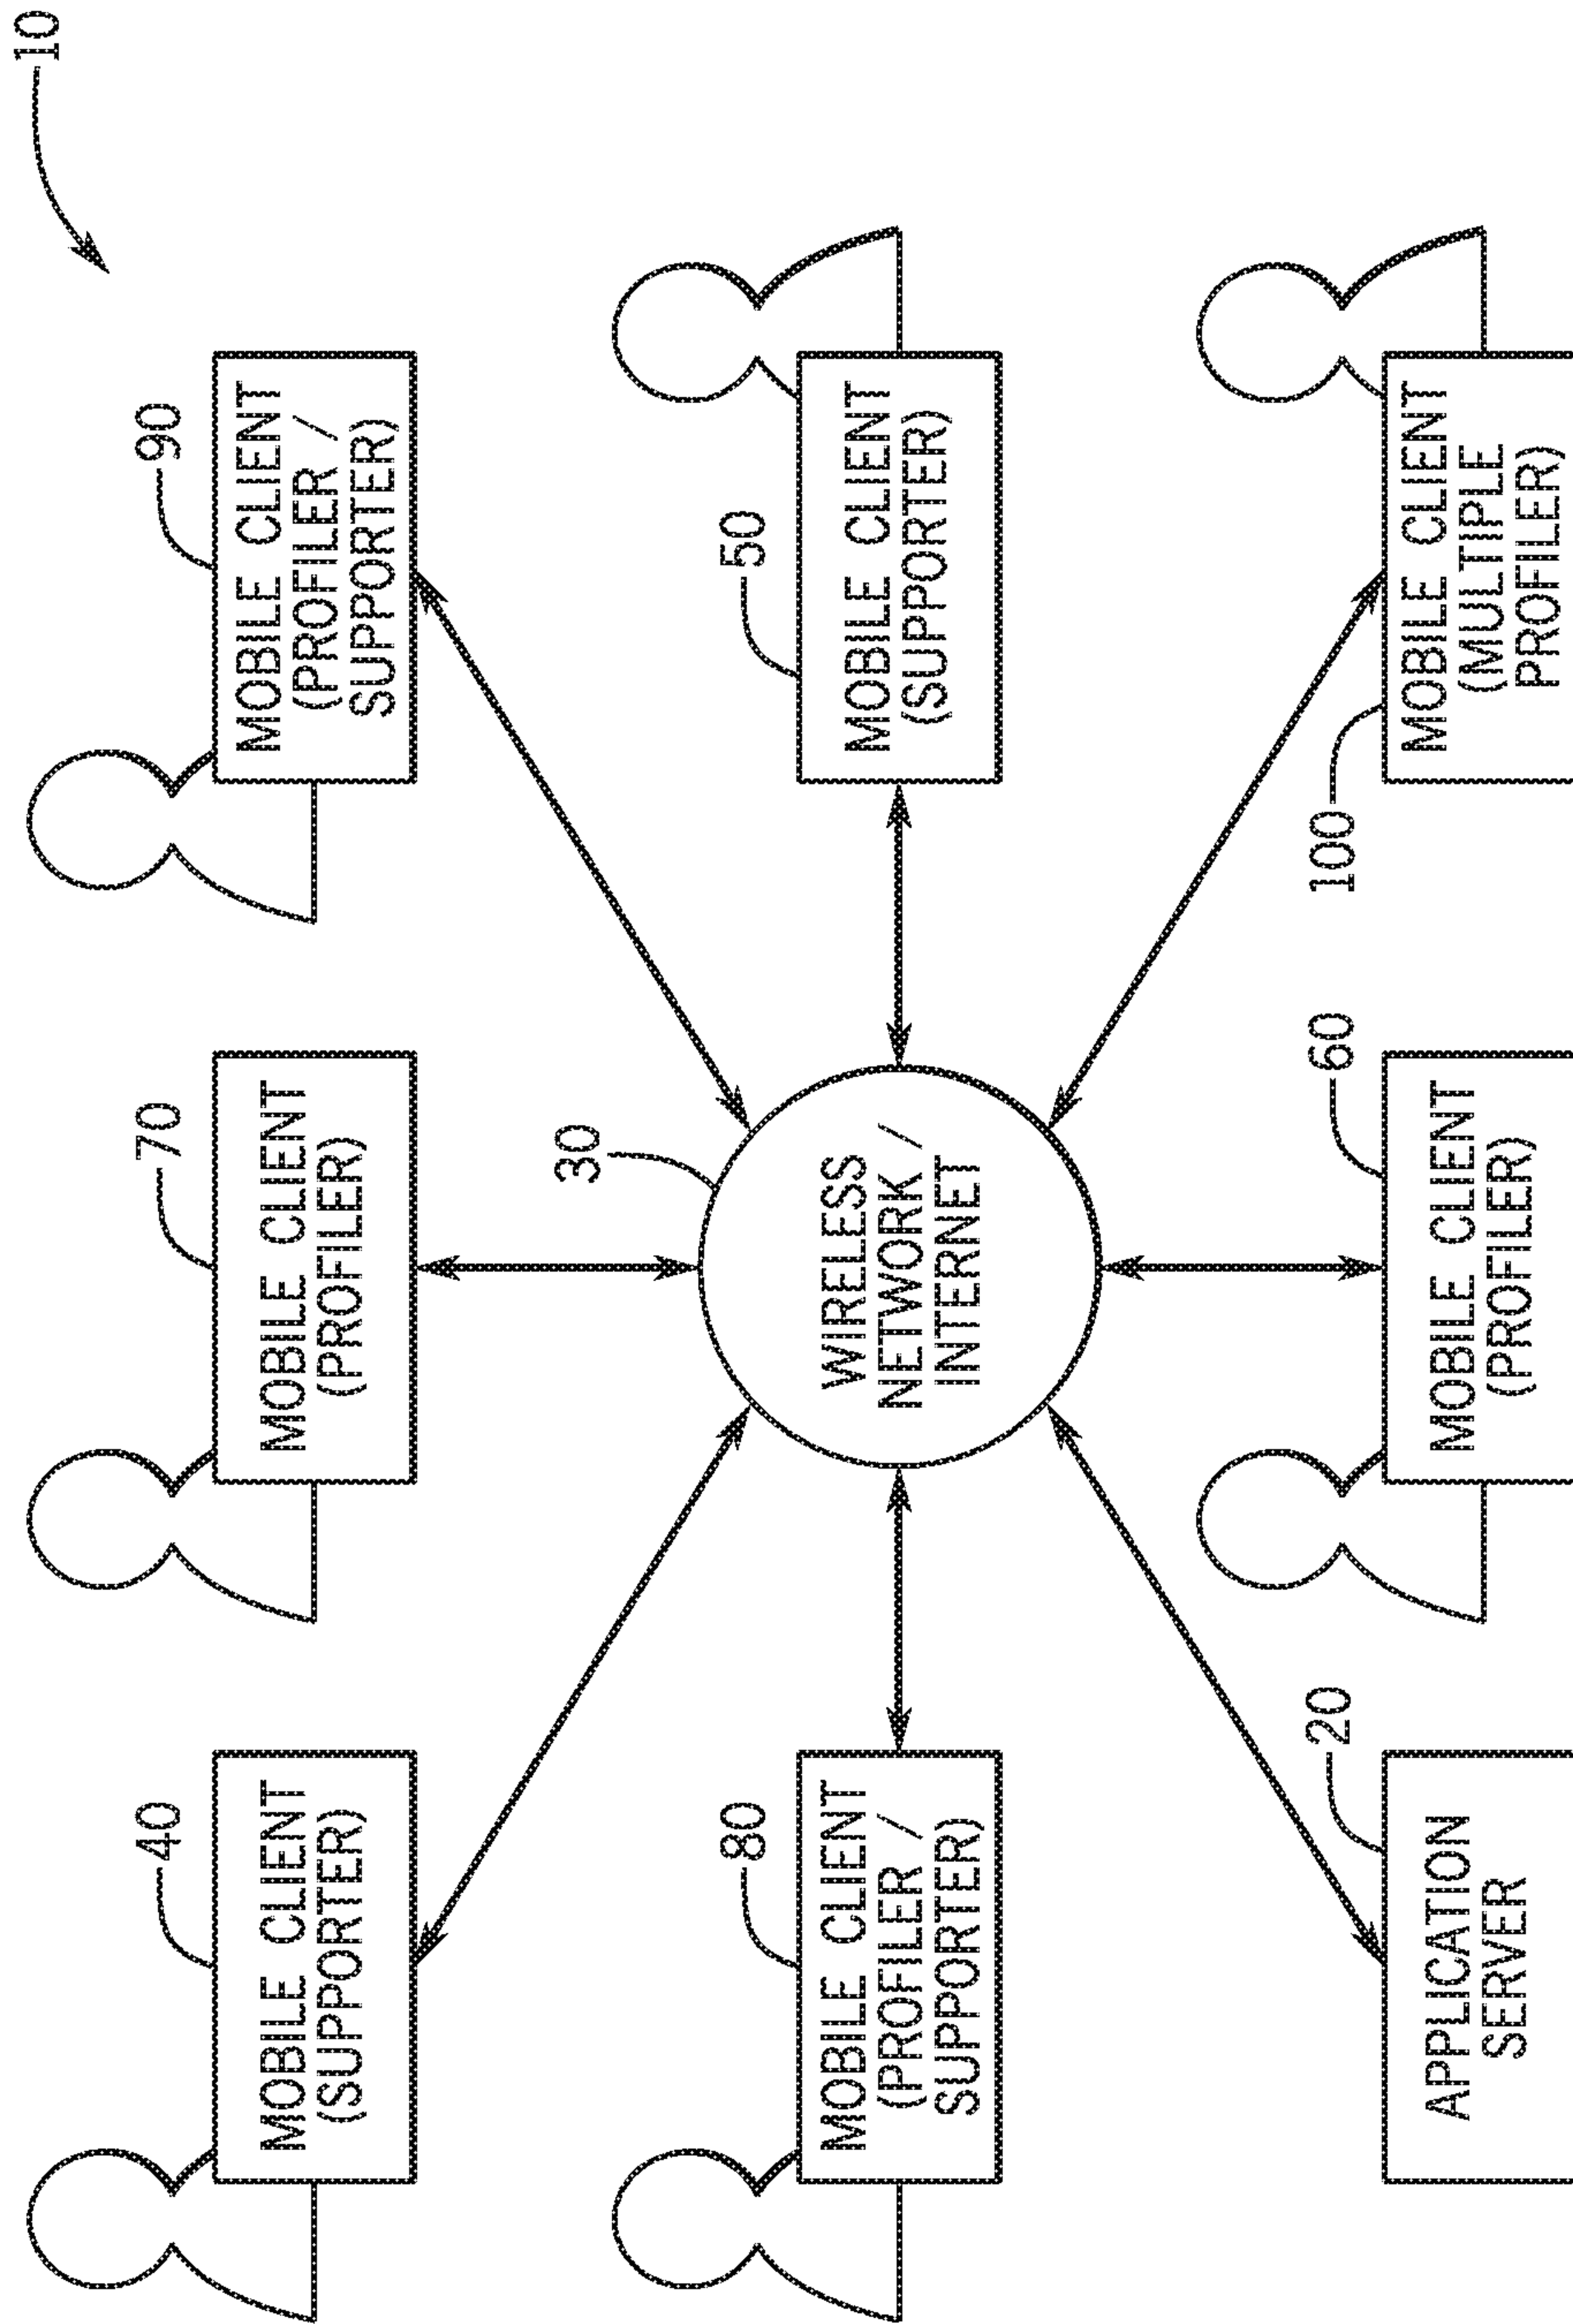 10
40
MOBILE CLIENT
(SUPPORTER)
70
MOBILE CLIENT
(PROFILER)
90
MOBILE CLIENT
(PROFILER /
SUPPORTER)
80
MOBILE CLIENT
(PROFILER /
SUPPORTER)
30
WIRELESS
NETWORK /
INTERNET
50
MOBILE CLIENT
(SUPPORTER)
20
APPLICATION
SERVER
60
MOBILE CLIENT
(PROFILER)
100
MOBILE CLIENT
(MULTIPLE
PROFILER)